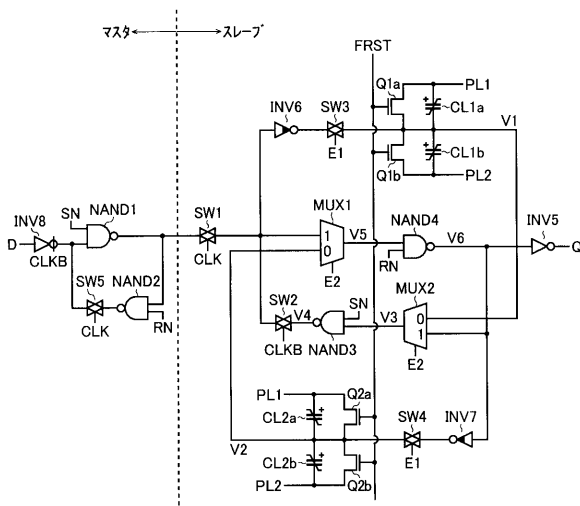 マスタ スレーブ
FRST
Q1a PL1
INV6 SW3 CL1a V1
E1 CL1b
Q1b PL2
INV8 SN NAND1 SW1 MUX1 NAND4 INV5
D CLKB 1 0 V5 V6 Q
CLK RN
SW5 NAND2 E2 MUX2
CLK RN SW2 V4 SN V3 0 1
CLKB NAND3 E2
PL1 Q2a
CL2a SW4 INV7
V2
CL2b E1
PL2 Q2b